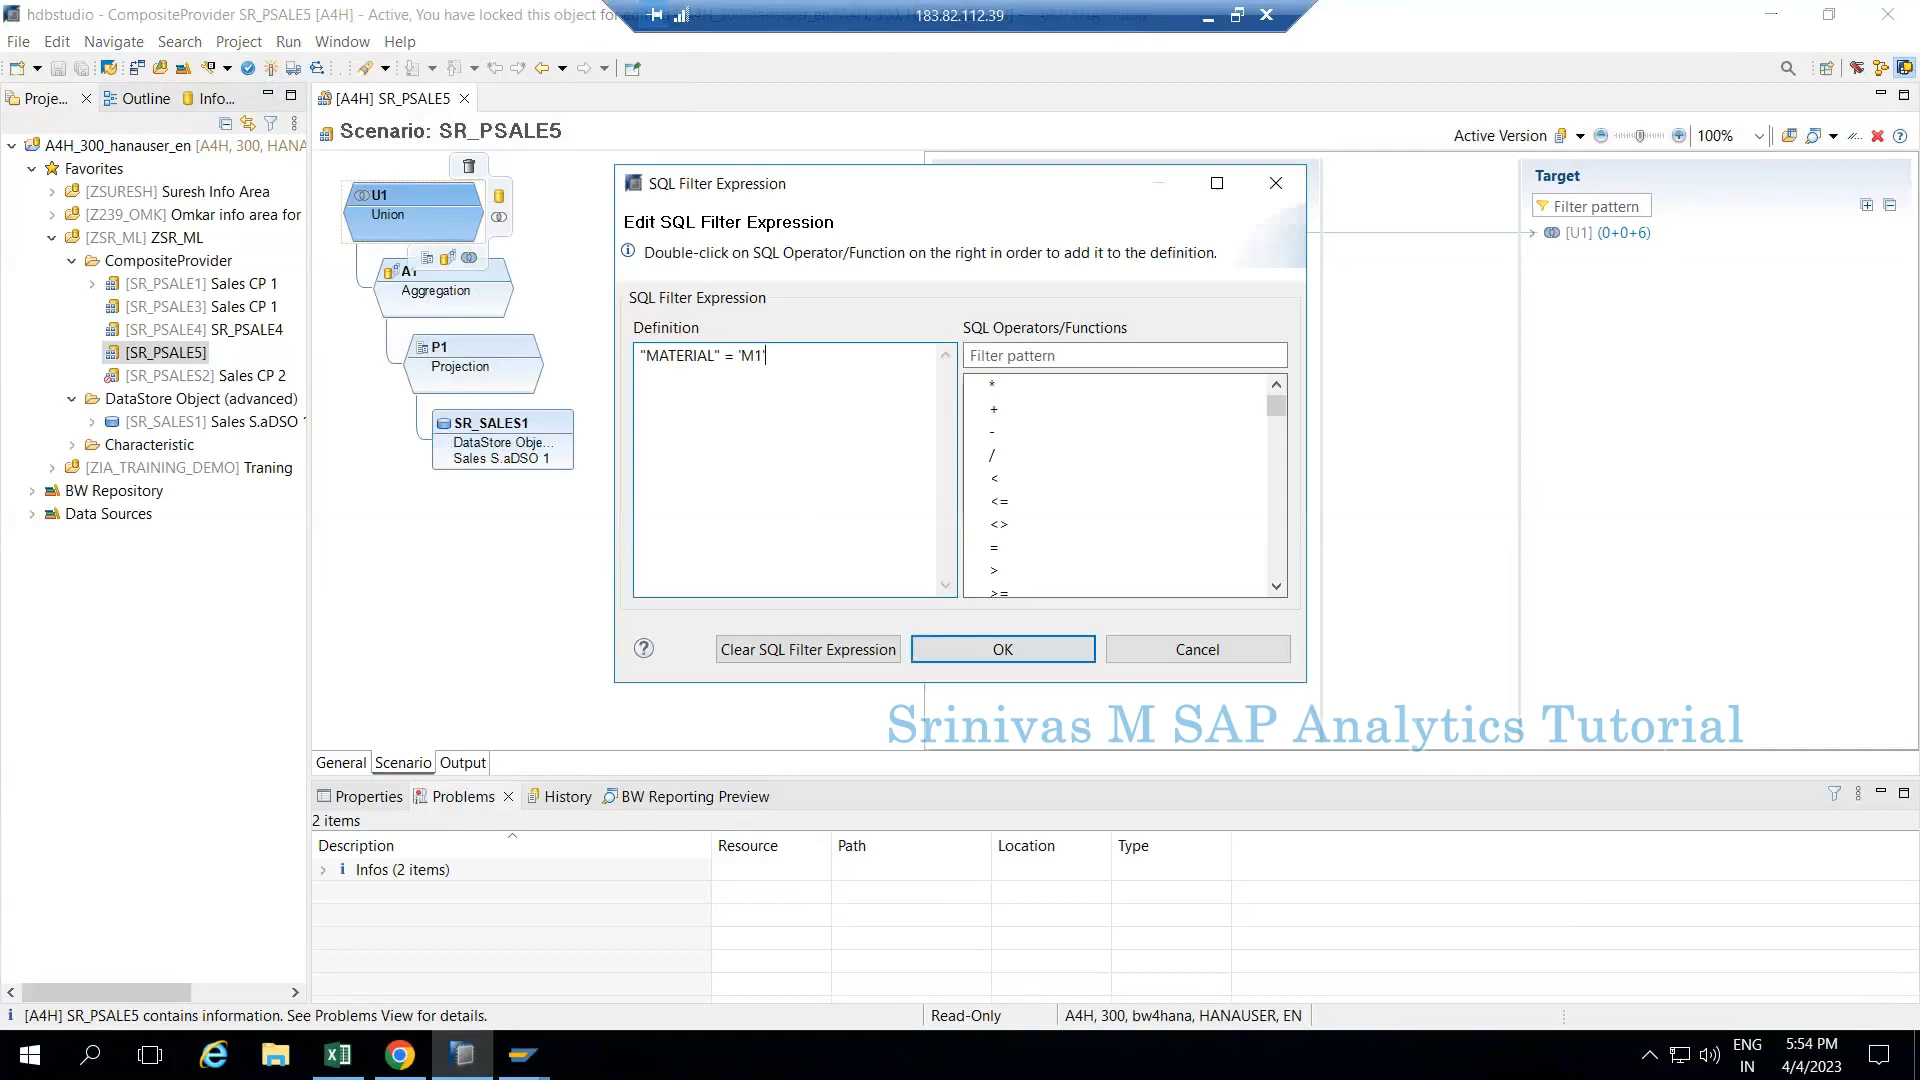 hdbstudio - CompositeProvider SR_PSALE5 [A4H] - Active, You have locked this object for
183.82.112.39
File Edit Navigate Search Project Run Window Help
Proje... Outline Info...
[A4H] SR_PSALE5
Scenario: SR_PSALE5
Active Version 100%
A4H_300_hanauser_en [A4H, 300, HANA
Favorites
[ZSURESH] Suresh Info Area
[Z239_OMK] Omkar info area for
[ZSR_ML] ZSR_ML
CompositeProvider
[SR_PSALE1] Sales CP 1
[SR_PSALE3] Sales CP 1
[SR_PSALE4] SR_PSALE4
[SR_PSALE5]
[SR_PSALES2] Sales CP 2
DataStore Object (advanced)
[SR_SALES1] Sales S.aDSO 1
Characteristic
[ZIA_TRAINING_DEMO] Traning
BW Repository
Data Sources
U1
Union
A1
Aggregation
P1
Projection
SR_SALES1
DataStore Obje...
Sales S.aDSO 1
SQL Filter Expression
Edit SQL Filter Expression
Double-click on SQL Operator/Function on the right in order to add it to the definition.
SQL Filter Expression
Definition
"MATERIAL" = 'M1'
SQL Operators/Functions
Filter pattern
*
+
-
/
<
<=
<>
=
>
>=
Clear SQL Filter Expression OK Cancel
Target
Filter pattern
[U1] (0+0+6)
Srinivas M SAP Analytics Tutorial
General Scenario Output
Properties Problems History BW Reporting Preview
2 items
Description Resource Path Location Type
Infos (2 items)
[A4H] SR_PSALE5 contains information. See Problems View for details.
Read-Only
A4H, 300, bw4hana, HANAUSER, EN
ENG
IN
5:54 PM
4/4/2023